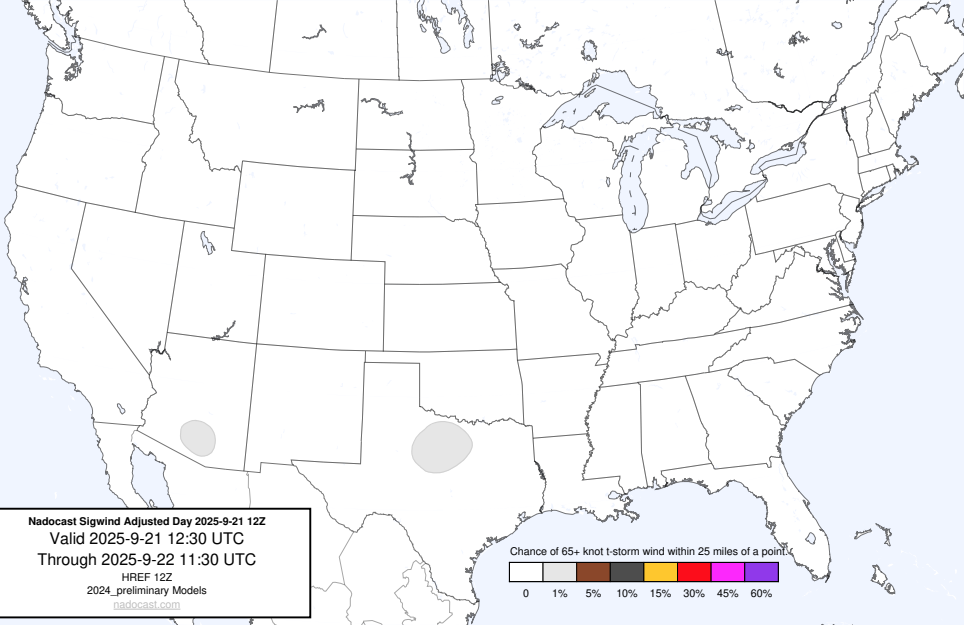 Nadocast Sigwind Adjusted Day 2025-9-21 12Z
Valid 2025-9-21 12:30 UTC
Through 2025-9-22 11:30 UTC
HREF 12Z
2024_preliminary Models
nadocast.com
Chance of 65+ knot t-storm wind within 25 miles of a point.
0 1% 5% 10% 15% 30% 45% 60%